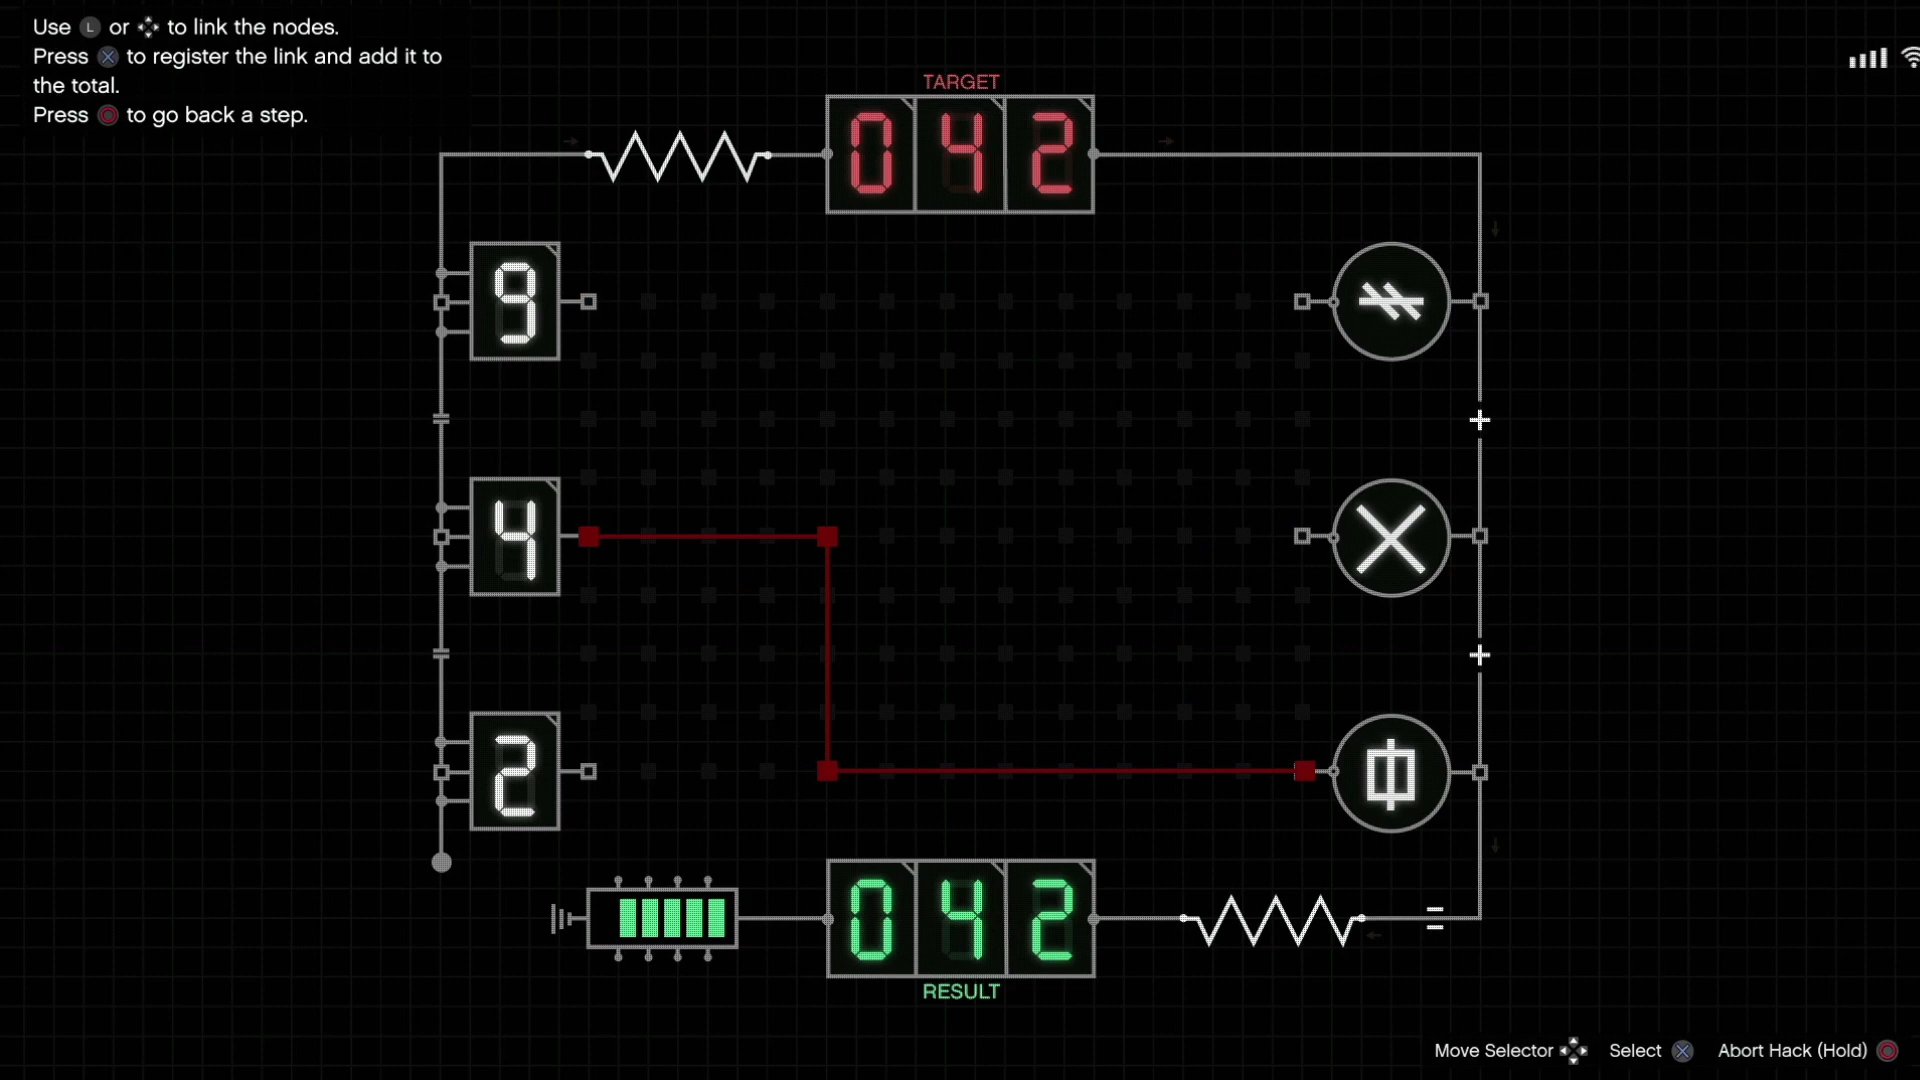 Use L or to link the nodes.
Press to register the link and add it to
the total.
Press to go back a step.
TARGET
042
9
4
2
042
RESULT
Move Selector Select Abort Hack (Hold)